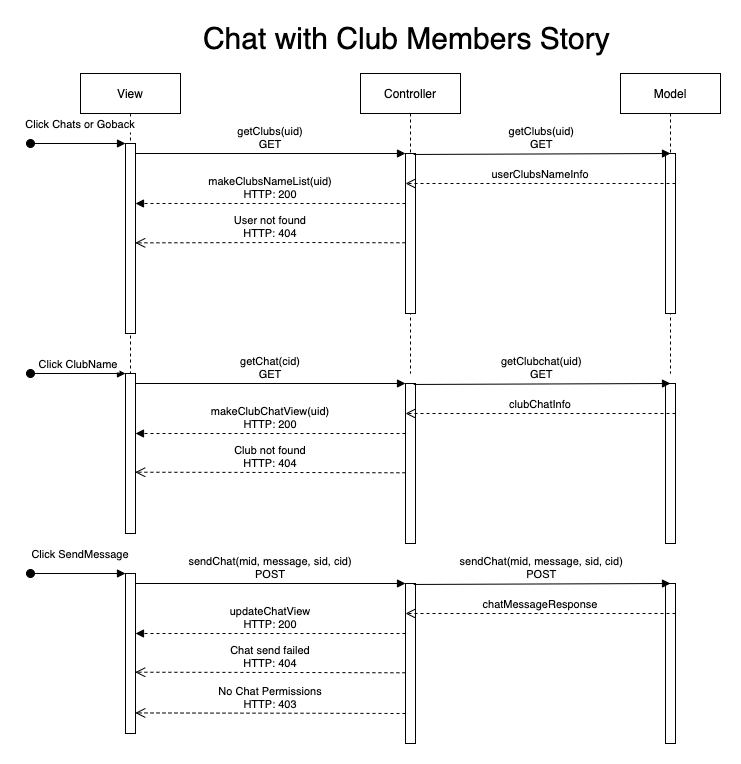 Chat with Club Members Story
View
Controller
Model
Click Chats or Goback
getClubs(uid)
GET
getClubs(uid)
GET
userClubsNameInfo
makeClubsNameList(uid)
HTTP: 200
User not found
HTTP: 404
Click ClubName
getChat(cid)
GET
getClubchat(uid)
GET
clubChatInfo
makeClubChatView(uid)
HTTP: 200
Club not found
HTTP: 404
Click SendMessage
sendChat(mid, message, sid, cid)
POST
sendChat(mid, message, sid, cid)
POST
chatMessageResponse
updateChatView
HTTP: 200
Chat send failed
HTTP: 404
No Chat Permissions
HTTP: 403